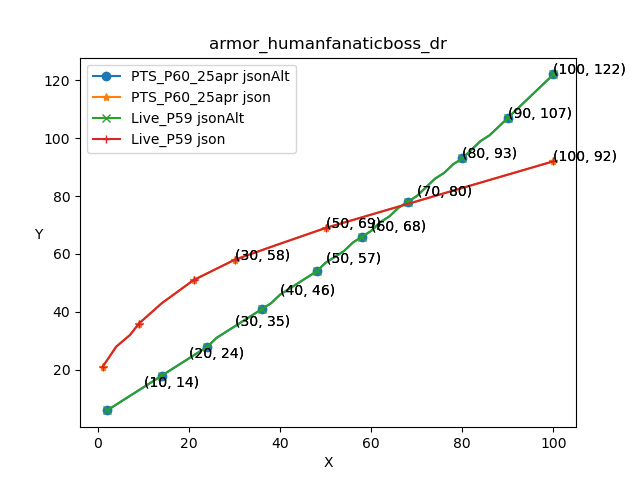 armor_humanfanaticboss_dr
PTS_P60_25apr jsonAlt
PTS_P60_25apr json
Live_P59 jsonAlt
Live_P59 json
(100, 122)
(90, 107)
(80, 93)
(100, 92)
(70, 80)
(50, 69)
(60, 68)
(30, 58)
(50, 57)
(40, 46)
(30, 35)
(20, 24)
(10, 14)
Y
120
100
80
60
40
20
0 20 40 60 80 100
X